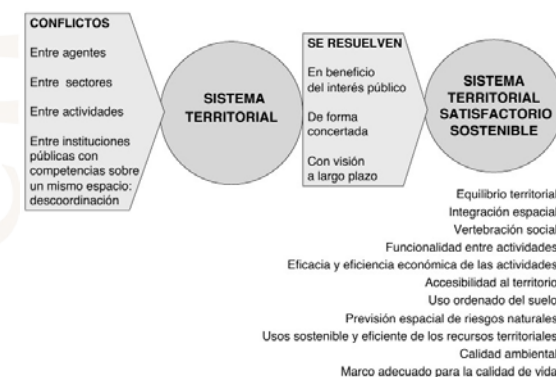 CONFLICTOS
Entre agentes
Entre sectores
Entre actividades
Entre instituciones
públicas con
competencias sobre
un mismo espacio:
descoordinación
SISTEMA
TERRITORIAL
SE RESUELVEN
En beneficio
del interés público
De forma
concertada
Con visión
a largo plazo
SISTEMA
TERRITORIAL
SATISFACTORIO
SOSTENIBLE
Equilibrio territorial
Integración espacial
Vertebración social
Funcionalidad entre actividades
Eficacia y eficiencia económica de las actividades
Accesibilidad al territorio
Uso ordenado del suelo
Previsión espacial de riesgos naturales
Usos sostenible y eficiente de los recursos territoriales
Calidad ambiental
Marco adecuado para la calidad de vida